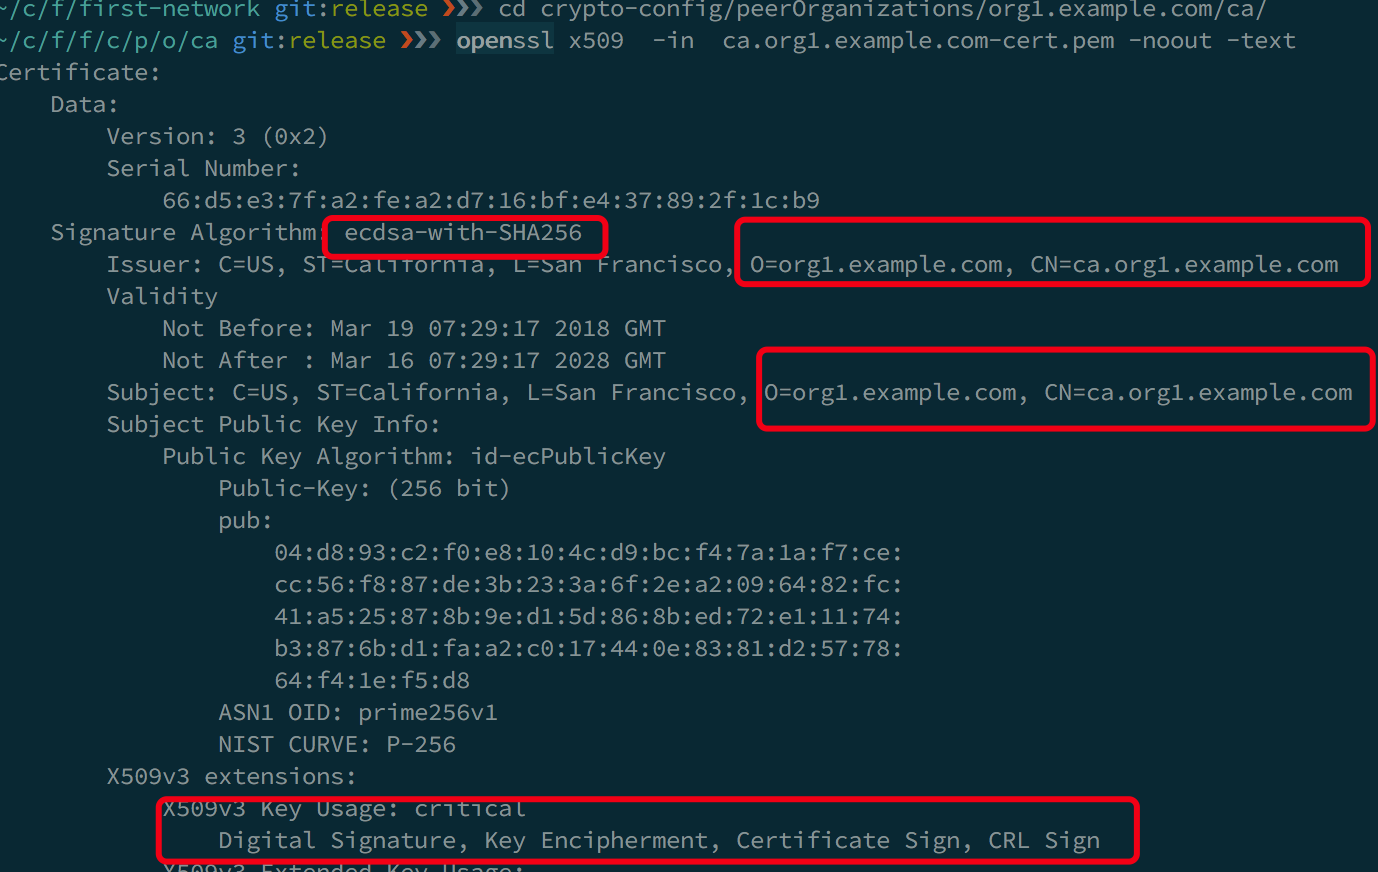 ~/c/f/first-network git:release ❯❯❯ cd crypto-config/peerOrganizations/org1.example.com/ca/
~/c/f/f/c/p/o/ca git:release ❯❯❯ openssl x509  -in  ca.org1.example.com-cert.pem -noout -text
Certificate:
    Data:
        Version: 3 (0x2)
        Serial Number:
            66:d5:e3:7f:a2:fe:a2:d7:16:bf:e4:37:89:2f:1c:b9
    Signature Algorithm: ecdsa-with-SHA256
        Issuer: C=US, ST=California, L=San Francisco, O=org1.example.com, CN=ca.org1.example.com
        Validity
            Not Before: Mar 19 07:29:17 2018 GMT
            Not After : Mar 16 07:29:17 2028 GMT
        Subject: C=US, ST=California, L=San Francisco, O=org1.example.com, CN=ca.org1.example.com
        Subject Public Key Info:
            Public Key Algorithm: id-ecPublicKey
                Public-Key: (256 bit)
                pub:
                    04:d8:93:c2:f0:e8:10:4c:d9:bc:f4:7a:1a:f7:ce:
                    cc:56:f8:87:de:3b:23:3a:6f:2e:a2:09:64:82:fc:
                    41:a5:25:87:8b:9e:d1:5d:86:8b:ed:72:e1:11:74:
                    b3:87:6b:d1:fa:a2:c0:17:44:0e:83:81:d2:57:78:
                    64:f4:1e:f5:d8
                ASN1 OID: prime256v1
                NIST CURVE: P-256
        X509v3 extensions:
            X509v3 Key Usage: critical
                Digital Signature, Key Encipherment, Certificate Sign, CRL Sign
            X509v3 Extended Key Usage: